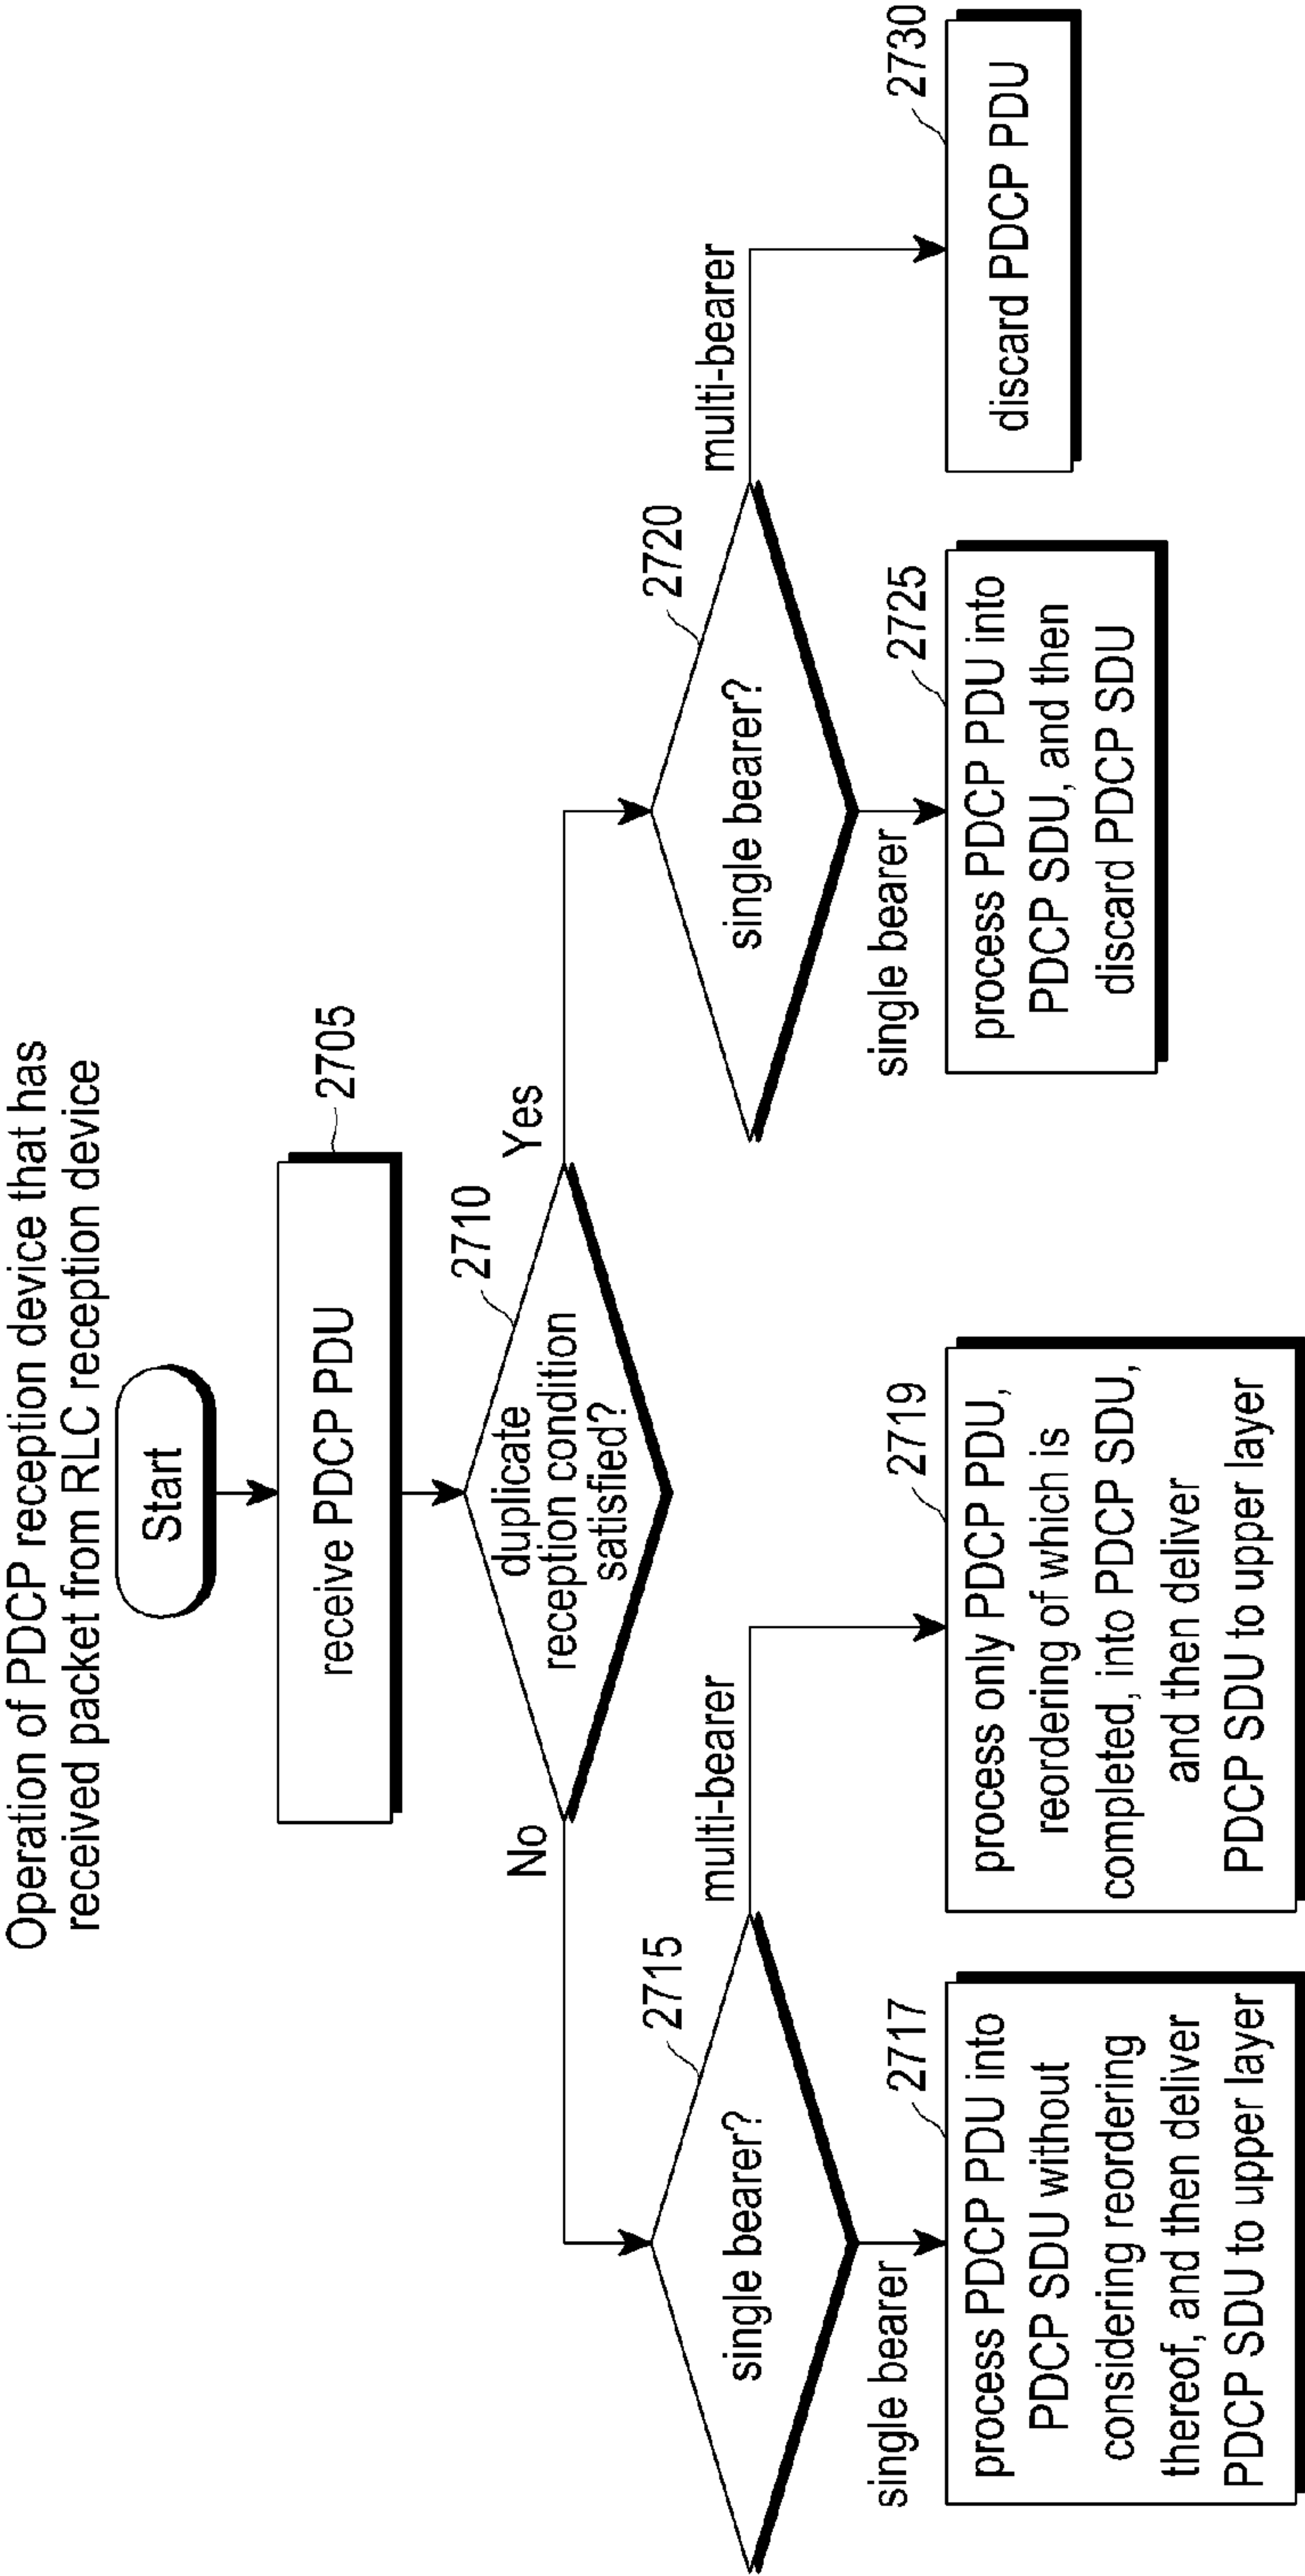 Operation of PDCP reception device that has
received packet from RLC reception device
Start
2705
receive PDCP PDU
2710
duplicate
reception condition
satisfied?
No
Yes
2715
single bearer?
multi-bearer
single bearer
2720
single bearer?
multi-bearer
single bearer
2717
process PDCP PDU into
PDCP SDU without
considering reordering
thereof, and then deliver
PDCP SDU to upper layer
2719
process only PDCP PDU,
reordering of which is
completed, into PDCP SDU,
and then deliver
PDCP SDU to upper layer
2725
process PDCP PDU into
PDCP SDU, and then
discard PDCP SDU
2730
discard PDCP PDU